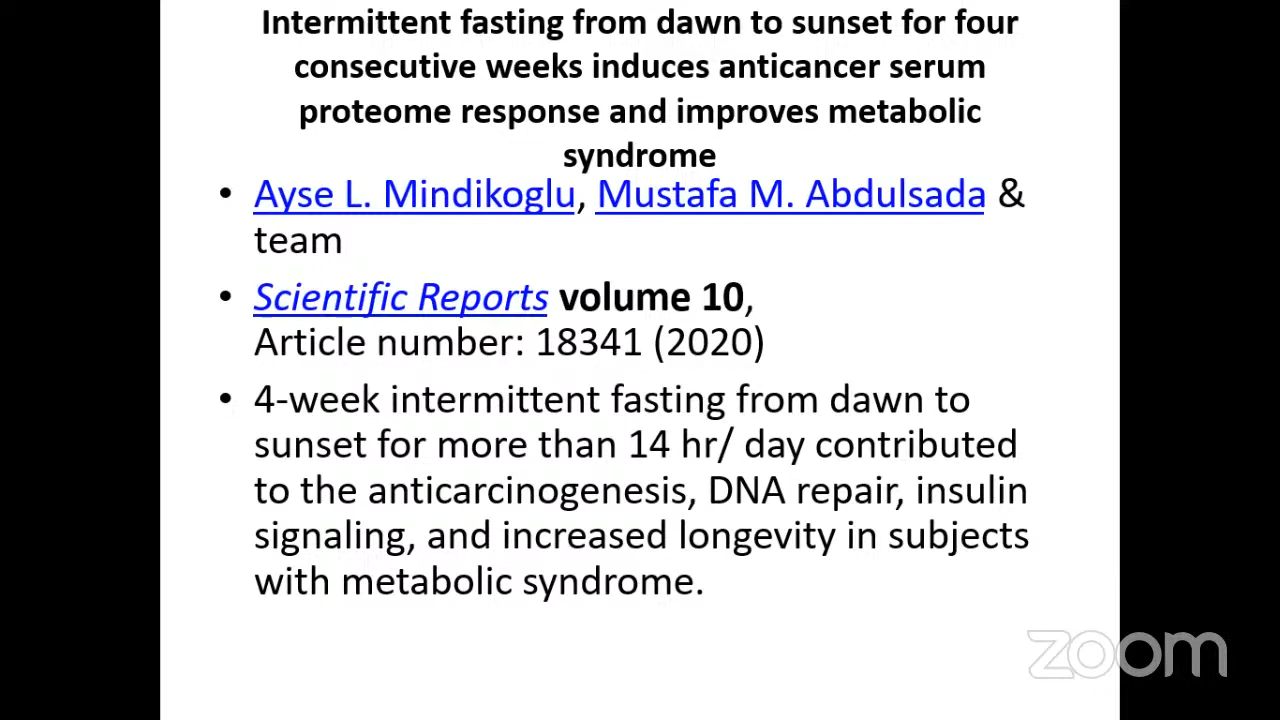 Intermittent fasting from dawn to sunset for four
consecutive weeks induces anticancer serum
proteome response and improves metabolic
syndrome
• Ayse L. Mindikoglu, Mustafa M. Abdulsada &
team
• Scientific Reports volume 10,
Article number: 18341 (2020)
• 4-week intermittent fasting from dawn to
sunset for more than 14 hr/ day contributed
to the anticarcinogenesis, DNA repair, insulin
signaling, and increased longevity in subjects
with metabolic syndrome.
zoom